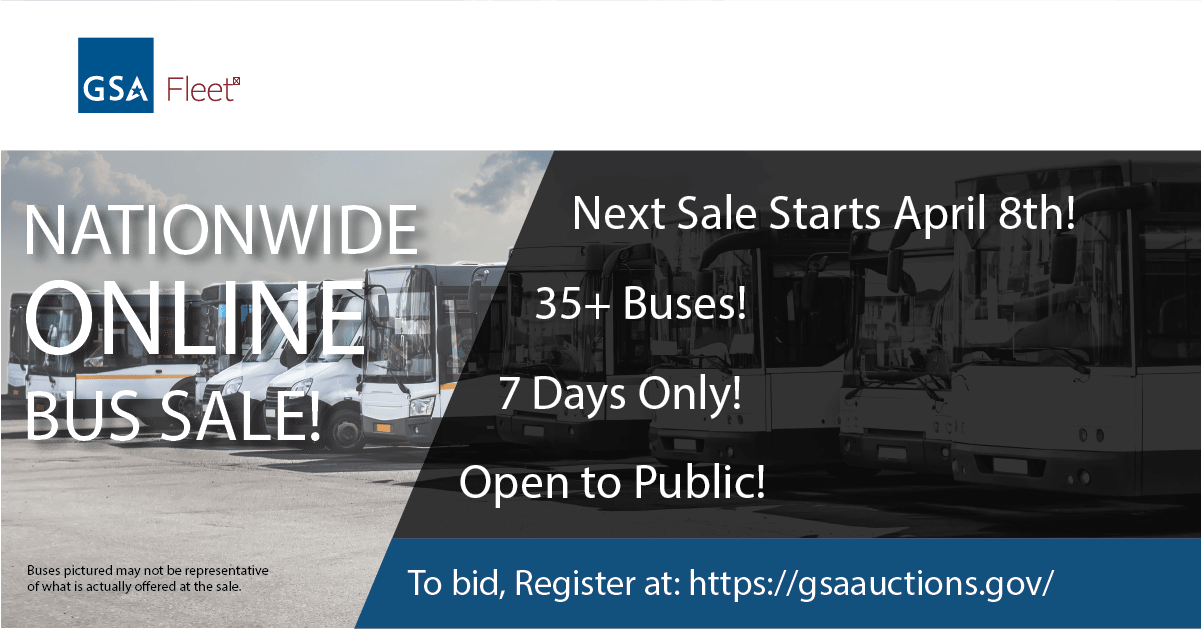 GSA Fleet
NATIONWIDE
ONLINE
BUS SALE!
Next Sale Starts April 8th!
35+ Buses!
7 Days Only!
Open to Public!
Buses pictured may not be representative
of what is actually offered at the sale.
To bid, Register at: https://gsaauctions.gov/